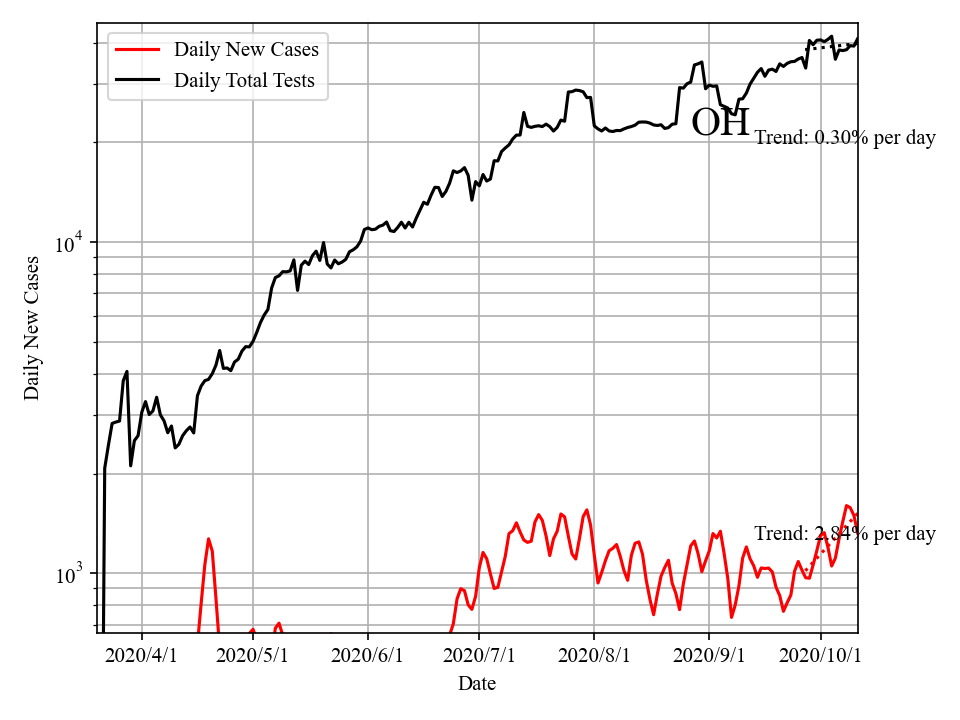 Daily New Cases
Daily Total Tests
OH
Trend: 0.30% per day
10^4
Daily New Cases
Trend: 2.84% per day
10^3
2020/4/1 2020/5/1 2020/6/1 2020/7/1 2020/8/1 2020/9/1 2020/10/1
Date